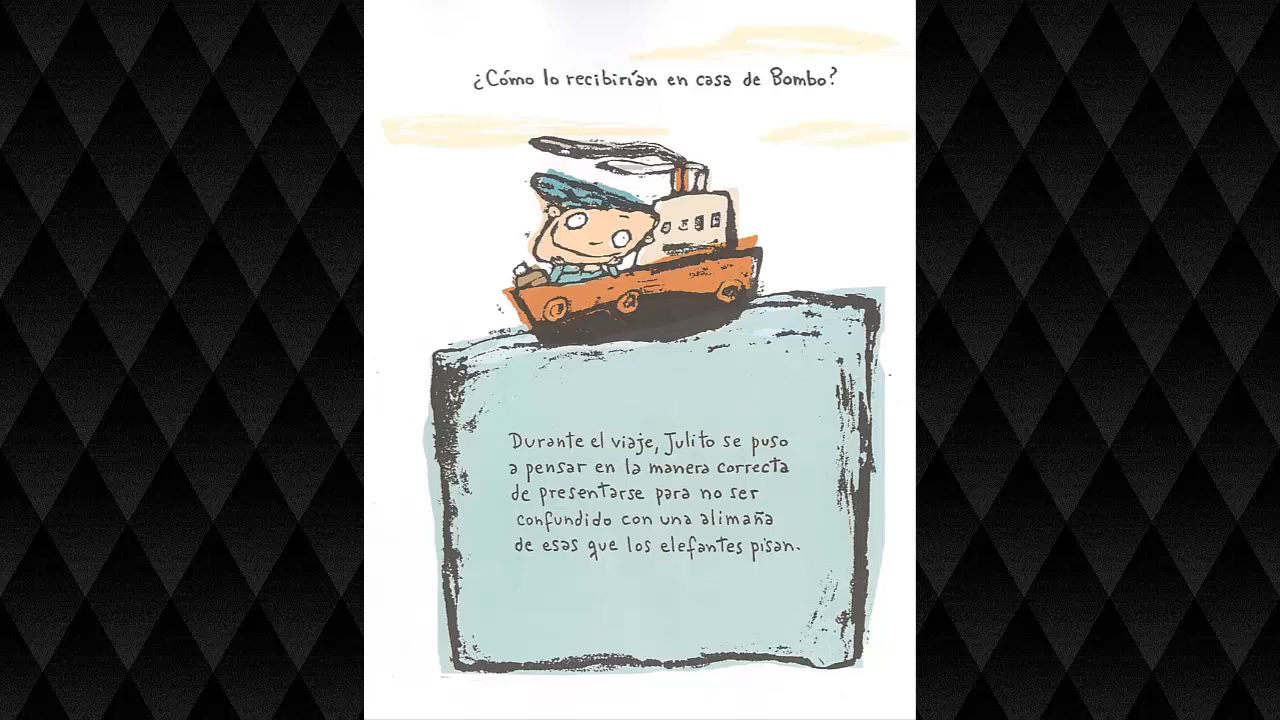 ¿Cómo lo recibirían en casa de Bombo?
Durante el viaje, Julito se puso
a pensar en la manera correcta
de presentarse para no ser
confundido con una alimaña
de esas que los elefantes pisan.